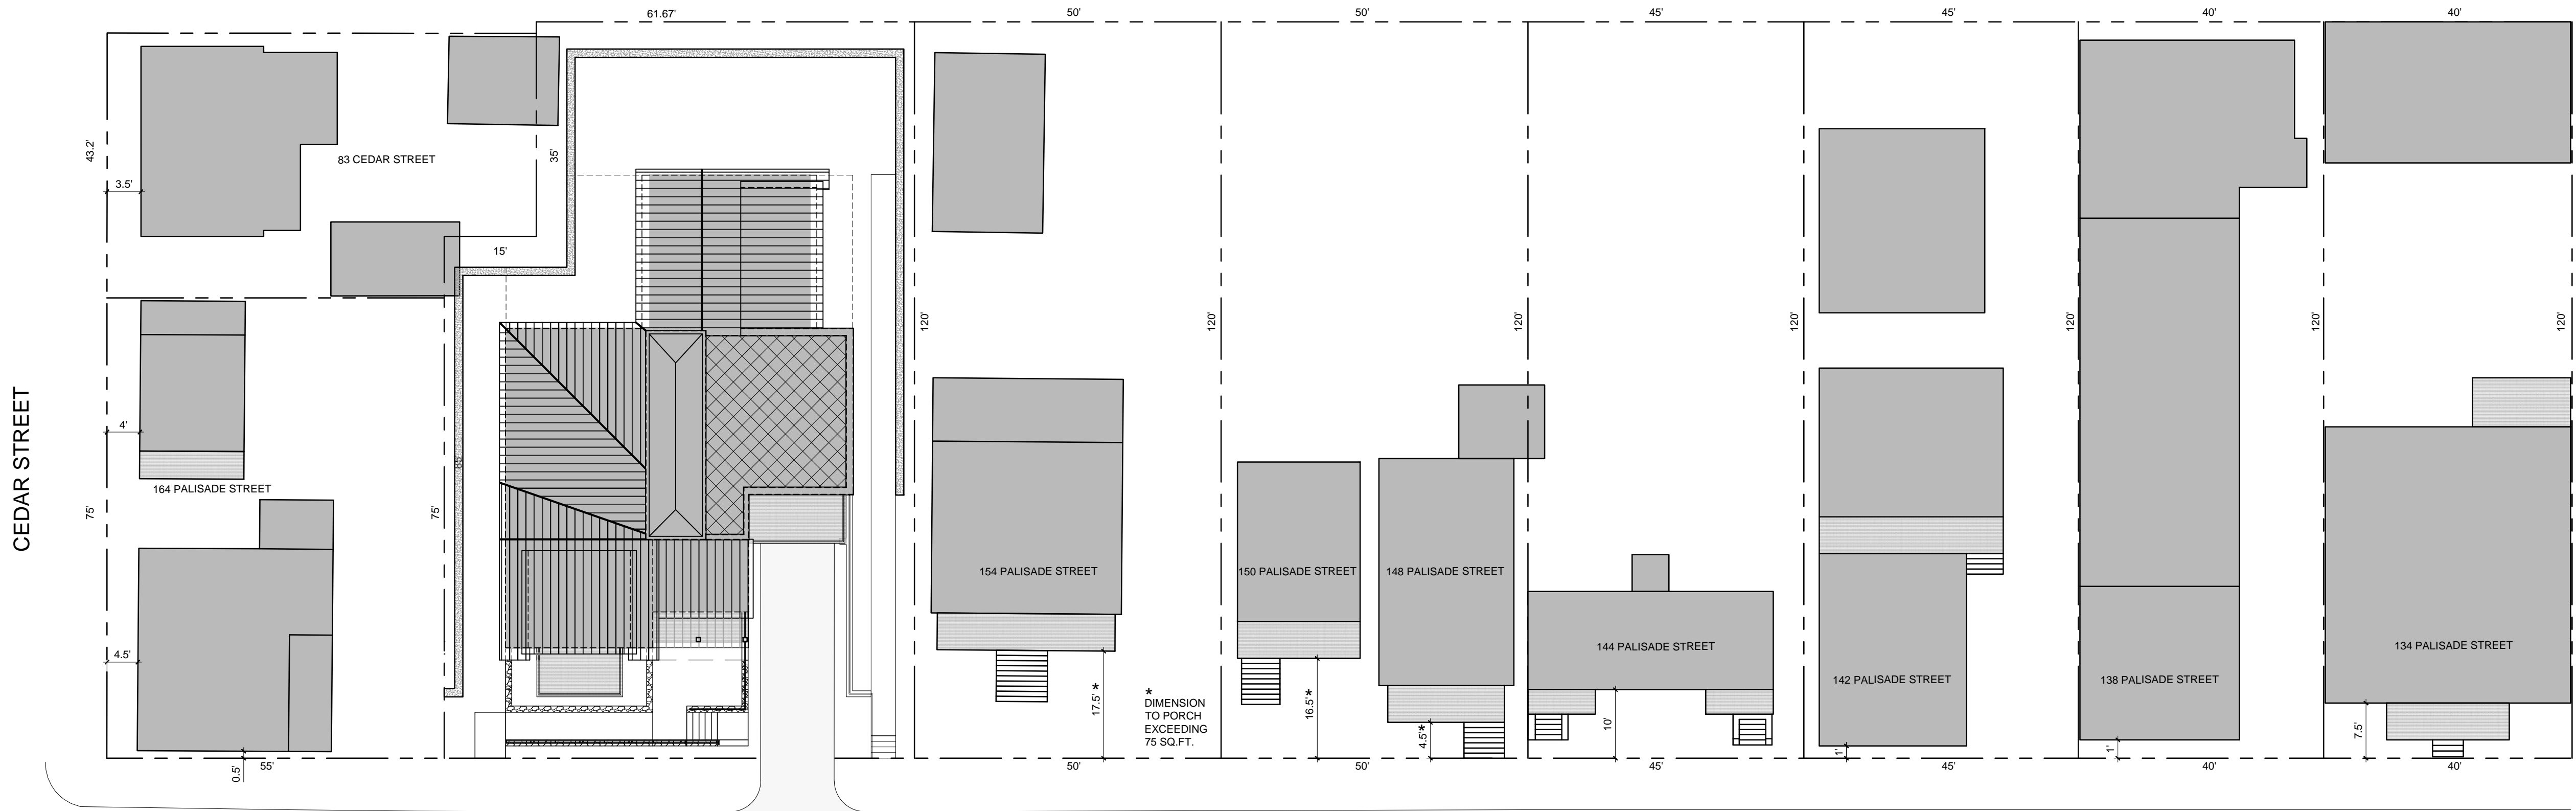 61.67'
50'
50'
45'
45'
40'
40'
43.2'
3.5'
83 CEDAR STREET
35'
15'
120'
120'
120'
120'
120'
120'
120'
CEDAR STREET
4'
164 PALISADE STREET
75'
85'
75'
154 PALISADE STREET
150 PALISADE STREET
148 PALISADE STREET
144 PALISADE STREET
142 PALISADE STREET
138 PALISADE STREET
134 PALISADE STREET
4.5'
17.5' *
*
DIMENSION
TO PORCH
EXCEEDING
75 SQ.FT.
16.5'*
4.5'*
10'
1'
1'
7.5'
0.5'
55'
50'
50'
45'
45'
40'
40'